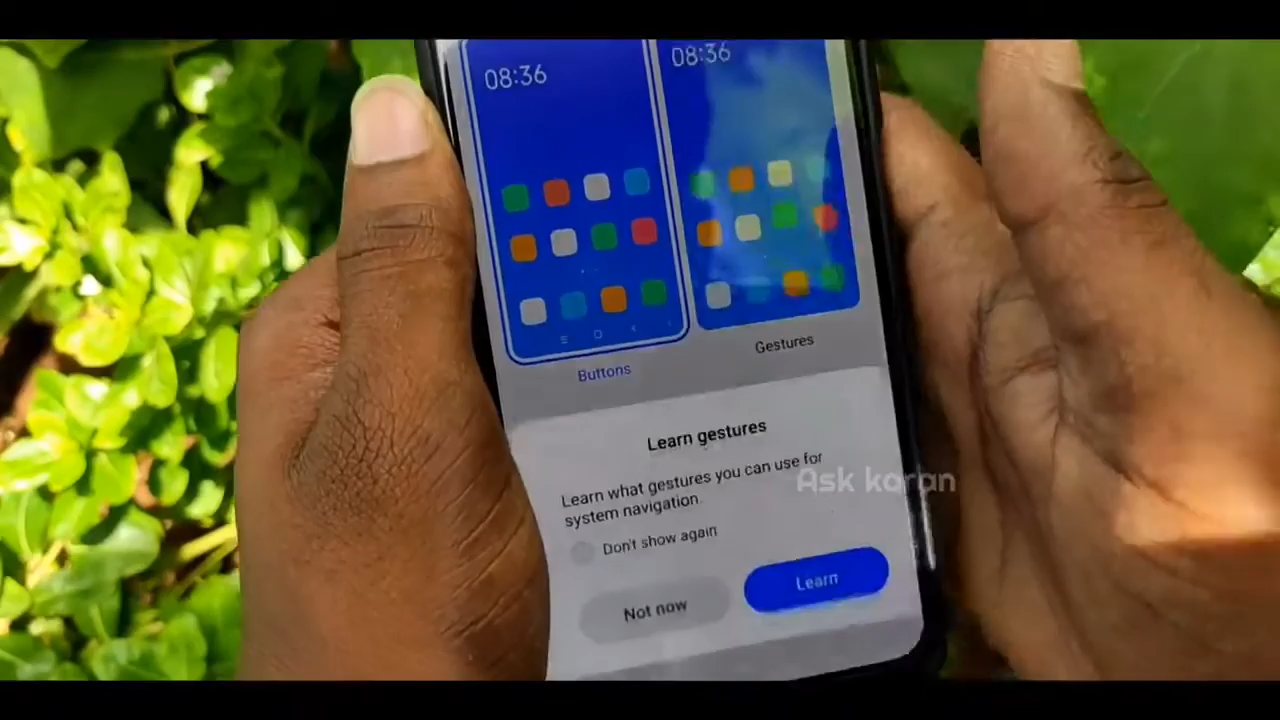 08:36
08:36
Buttons
Gestures
Learn gestures
Learn what gestures you can use for
system navigation.
Ask karan
Don't show again
Not now
Learn